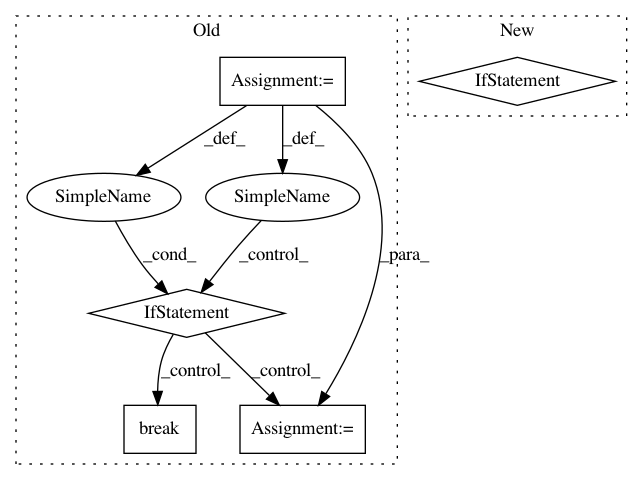 Old
New
Assignment:=
IfStatement
_def_
_def_
SimpleName
SimpleName
_cond_
_control_
_para_
IfStatement
_control_
_control_
break
Assignment:=